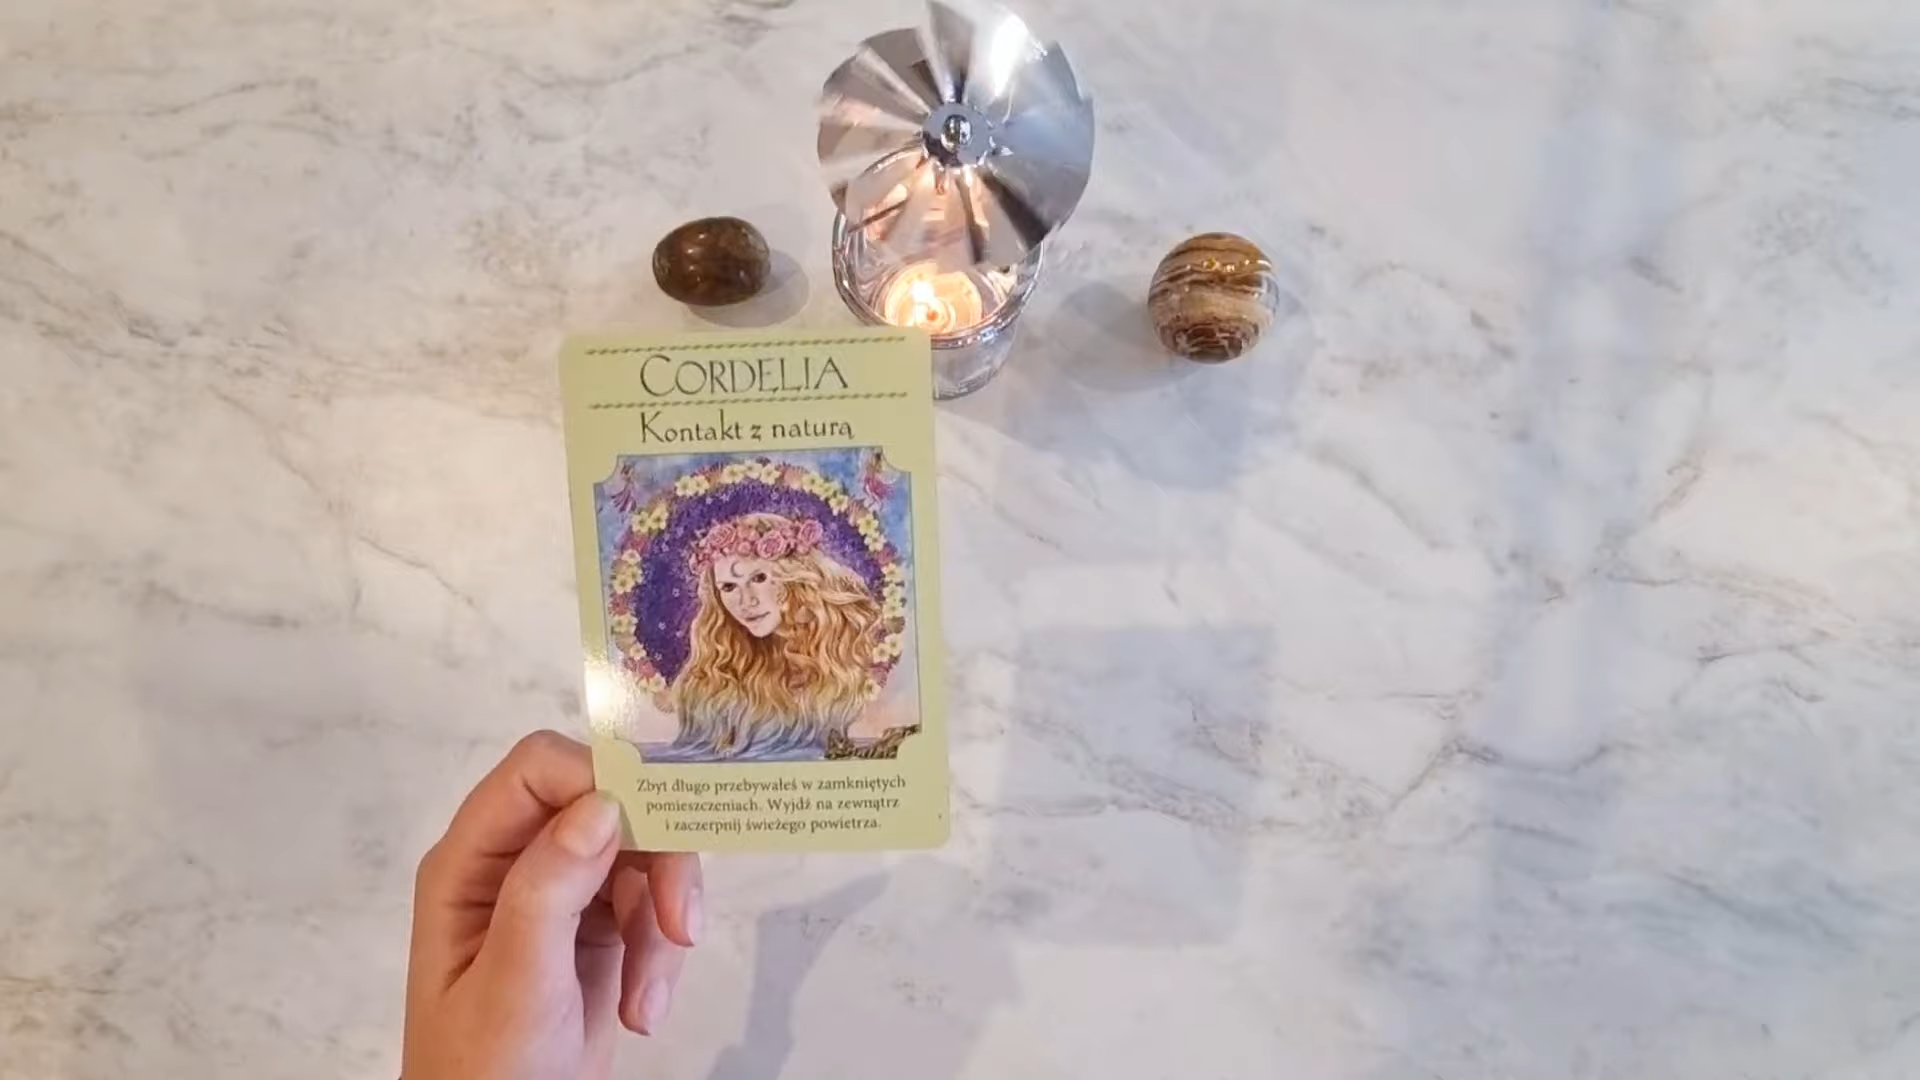 CORDELIA
Kontakt z naturą
Zbyt długo przebywałeś w zamkniętych
pomieszczeniach. Wyjdź na zewnątrz
i zaczerpnij świeżego powietrza.